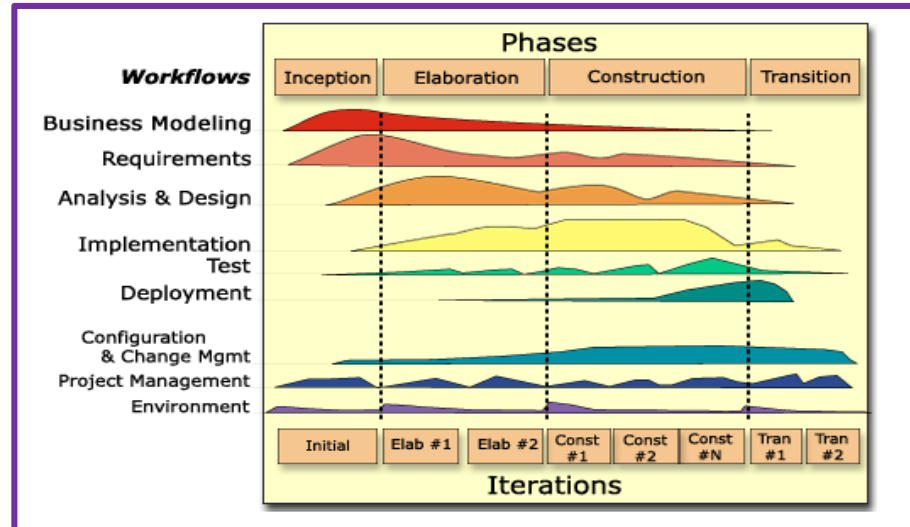 Phases
Workflows
Inception
Elaboration
Construction
Transition
Business Modeling
Requirements
Analysis & Design
Implementation
Test
Deployment
Configuration
& Change Mgmt
Project Management
Environment
Initial
Elab #1
Elab #2
Const
#1
Const
#2
Const
#N
Tran
#1
Tran
#2
Iterations